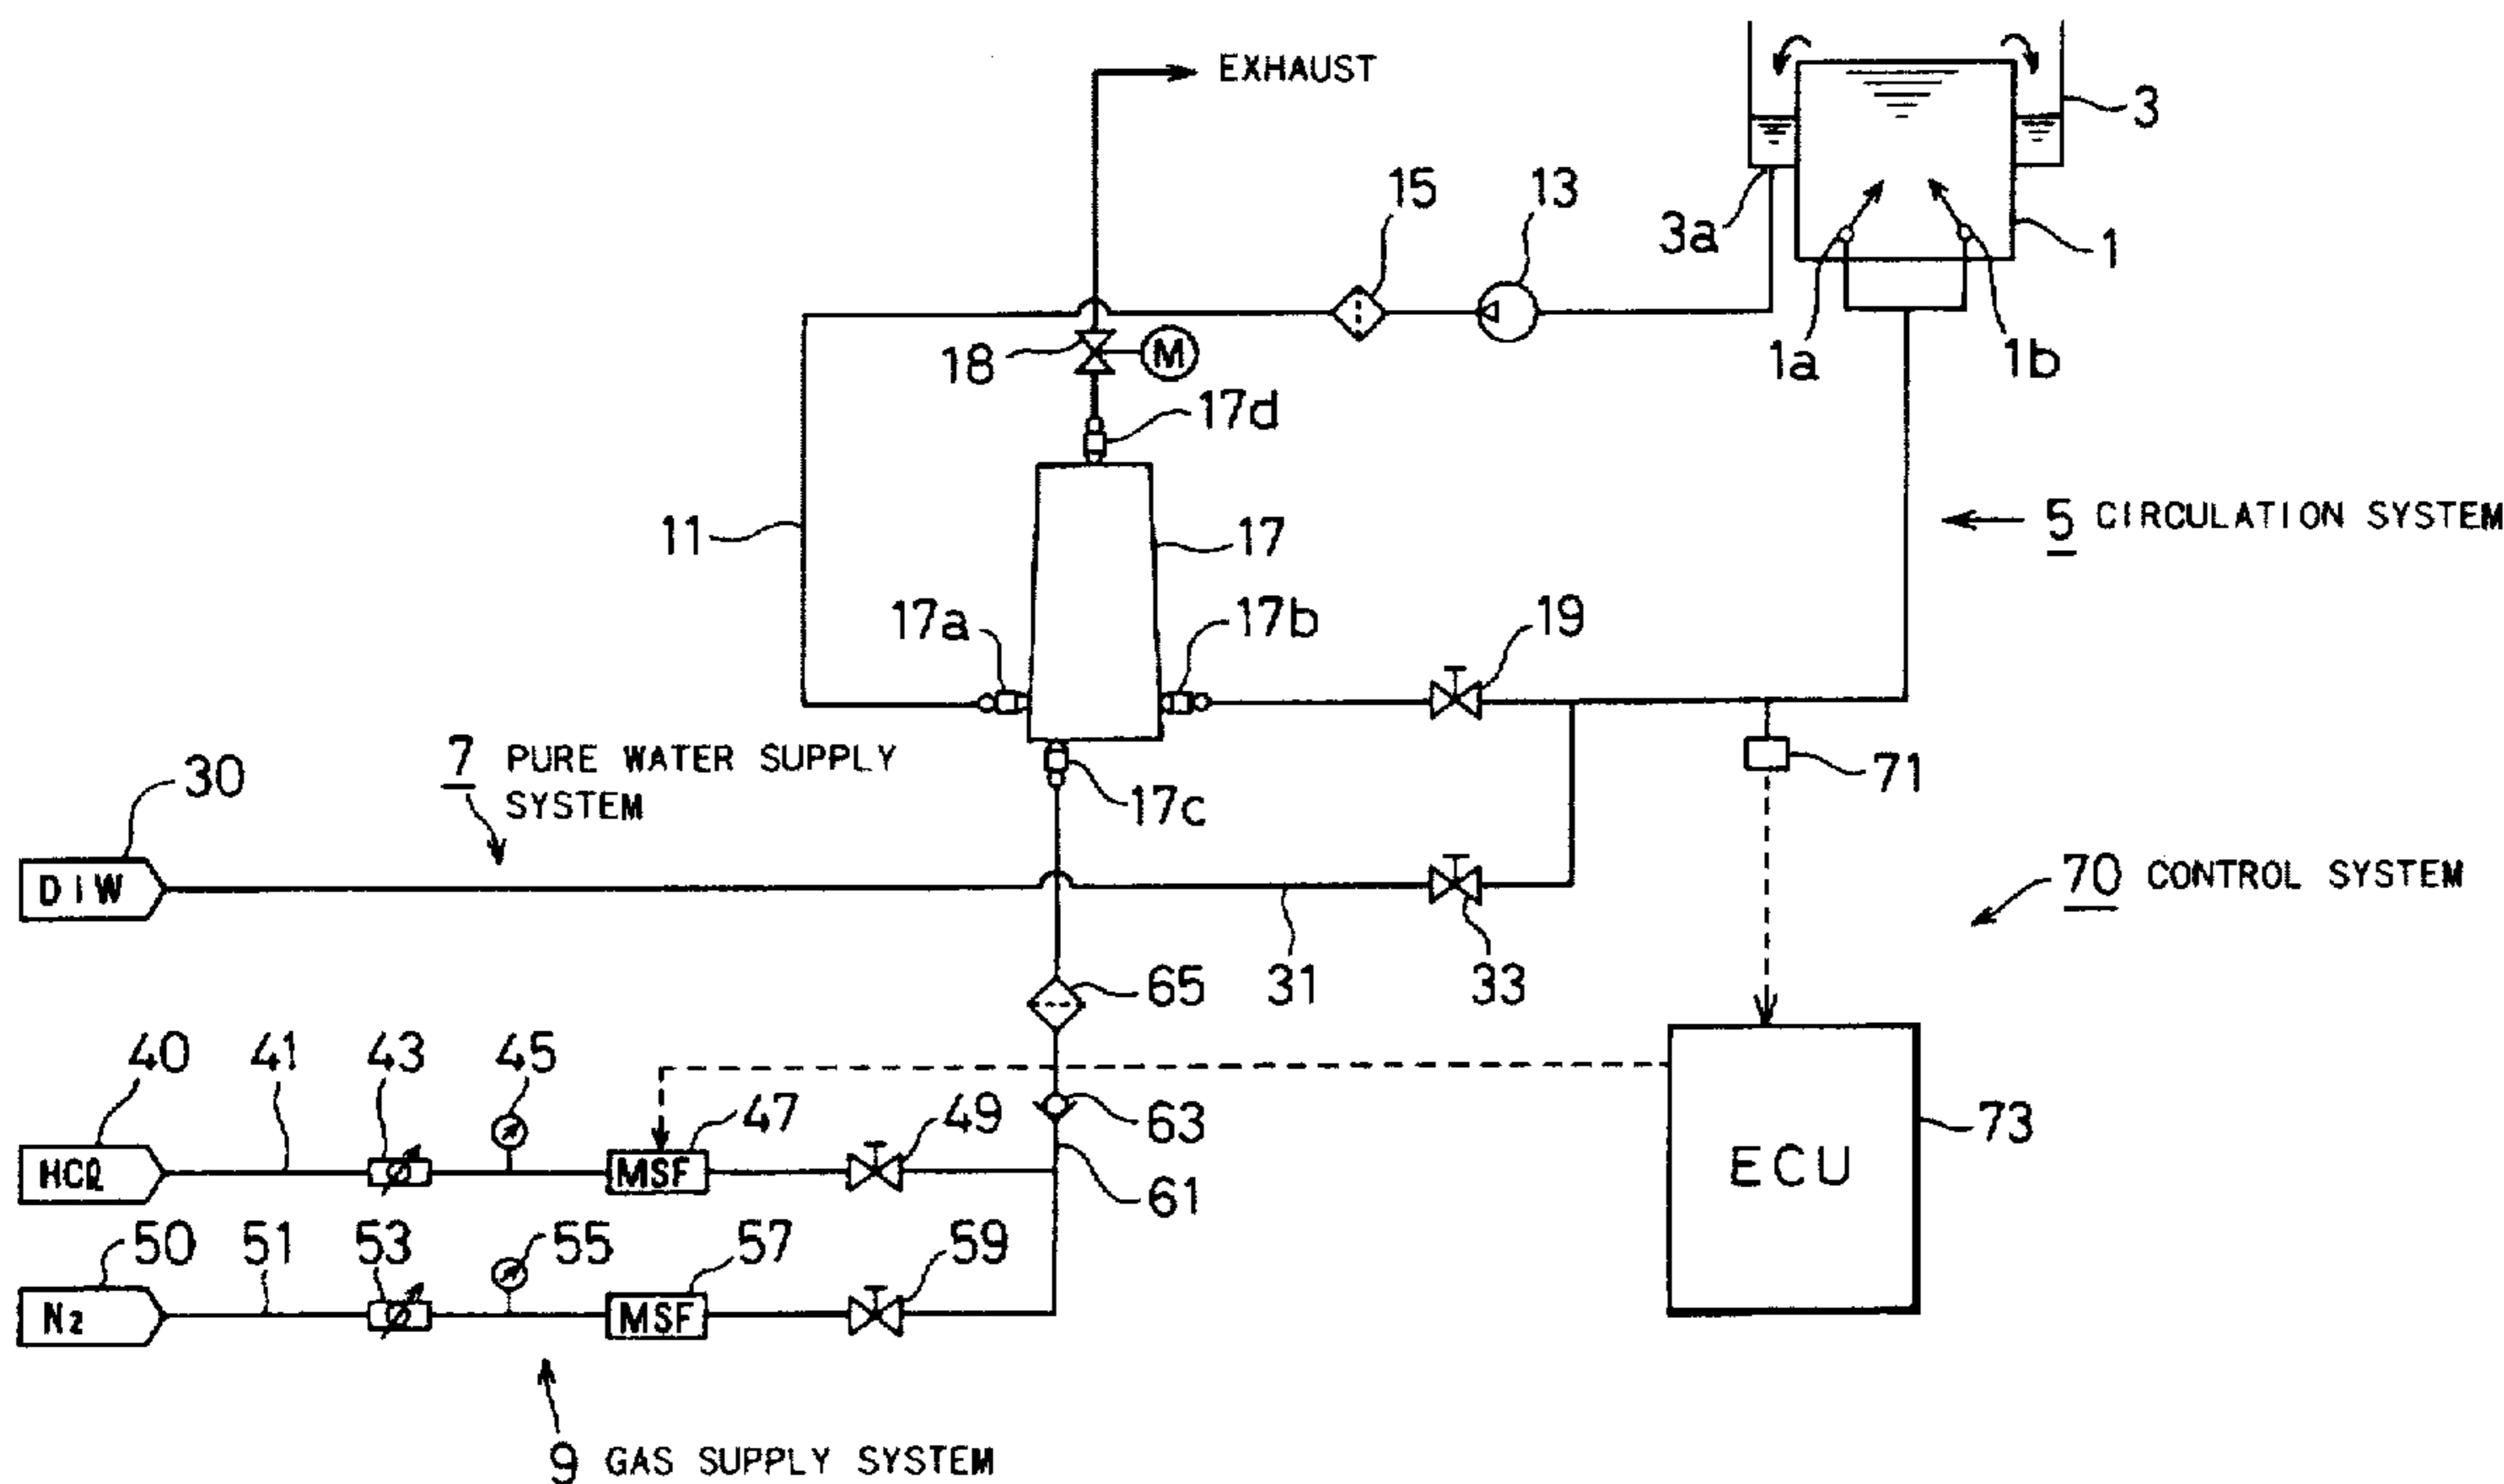 EXHAUST
3
15
13
3a
1
18
M
1a
1b
17d
11
17
5 CIRCULATION SYSTEM
17a
17b
19
7 PURE WATER SUPPLY
SYSTEM
30
71
17c
DIW
70 CONTROL SYSTEM
65
31
33
40
41
43
45
47
49
63
73
HCℓ
MSF
ECU
61
50
51
53
55
57
59
N2
MSF
9 GAS SUPPLY SYSTEM